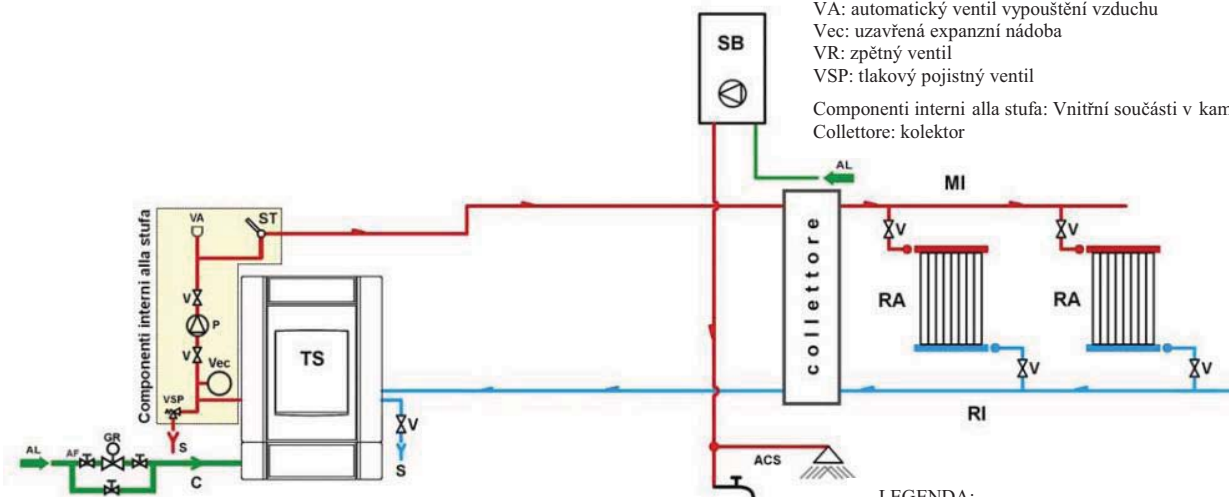 VA: automatický ventil vypouštění vzduchu
Vec: uzavřená expanzní nádoba
VR: zpětný ventil
VSP: tlakový pojistný ventil
Componenti interni alla stufa: Vnitřní součásti v kam
Collettore: kolektor
SB
AL
MI
VA
ST
Componenti interni alla stufa
V
P
V
Vec
VSP
S
TS
V
S
collettore
V
V
RA
RA
V
V
RI
AL
AF
GR
C
ACS
LEGENDA: